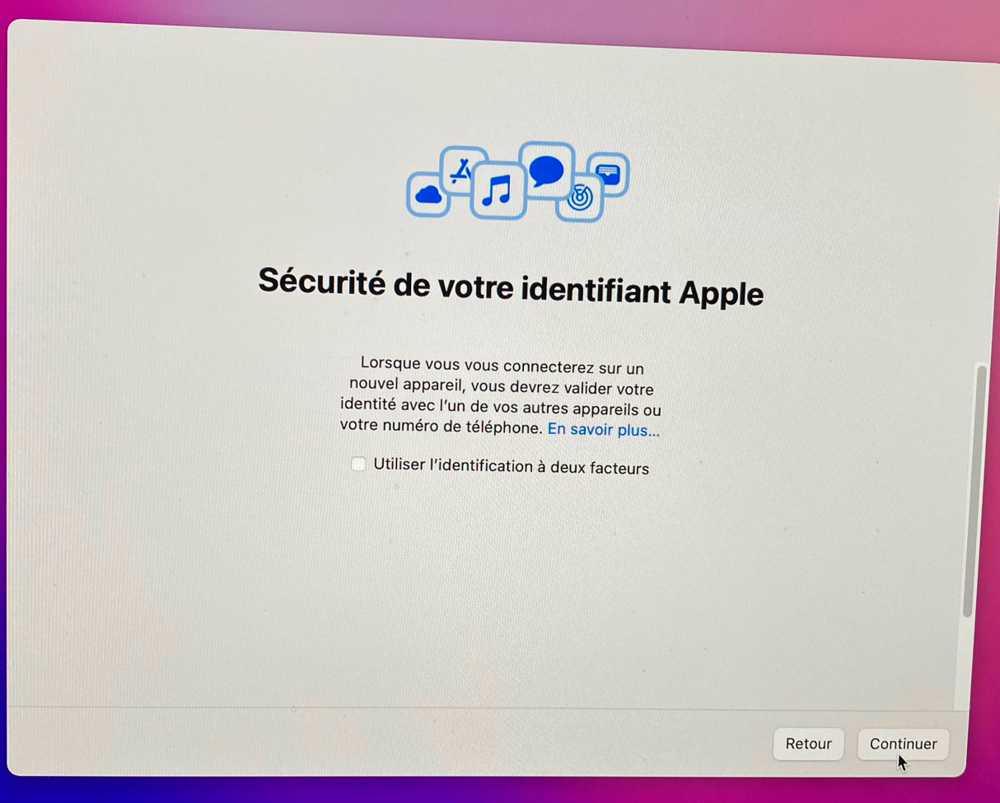 Sécurité de votre identifiant Apple
Lorsque vous vous connecterez sur un
nouvel appareil, vous devrez valider votre
identité avec l'un de vos autres appareils ou
votre numéro de téléphone. En savoir plus...
Utiliser l'identification à deux facteurs
Retour
Continuer